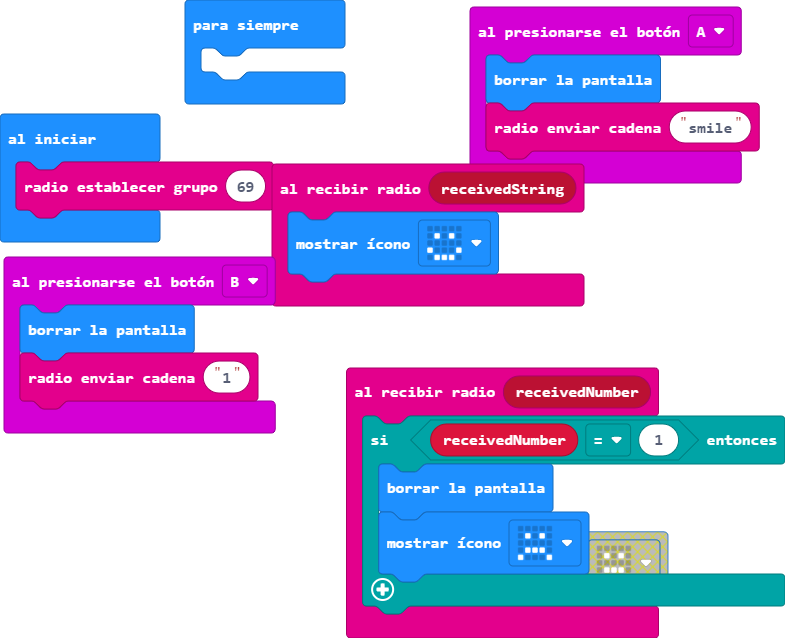 para siempre
al presionarse el botón A
borrar la pantalla
radio enviar cadena "smile"
al iniciar
radio establecer grupo 69
al recibir radio receivedString
mostrar ícono
al presionarse el botón B
borrar la pantalla
radio enviar cadena "1"
al recibir radio receivedNumber
si receivedNumber = 1 entonces
borrar la pantalla
mostrar ícono